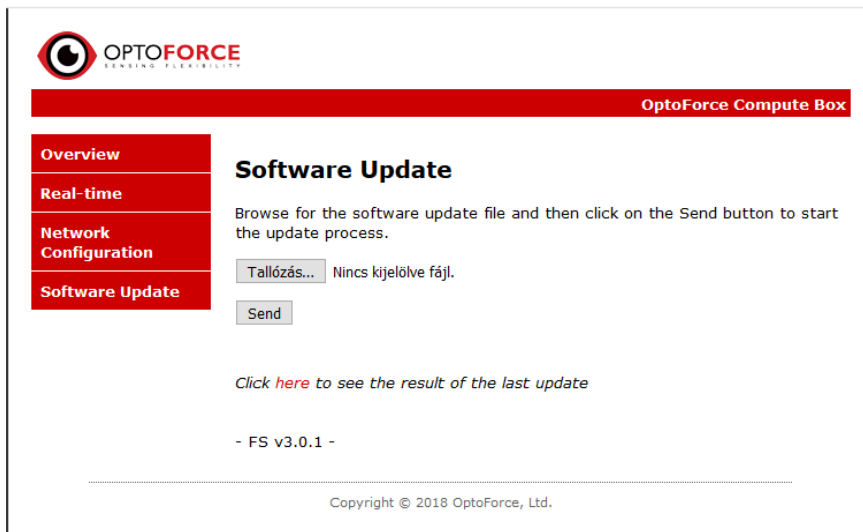 OPTOFORCE
SENSING FLEXIBILITY
OptoForce Compute Box
Overview
Real-time
Network
Configuration
Software Update
Software Update
Browse for the software update file and then click on the Send button to start
the update process.
Tallózás... Nincs kijelölve fájl.
Send
Click here to see the result of the last update
- FS v3.0.1 -
Copyright © 2018 OptoForce, Ltd.